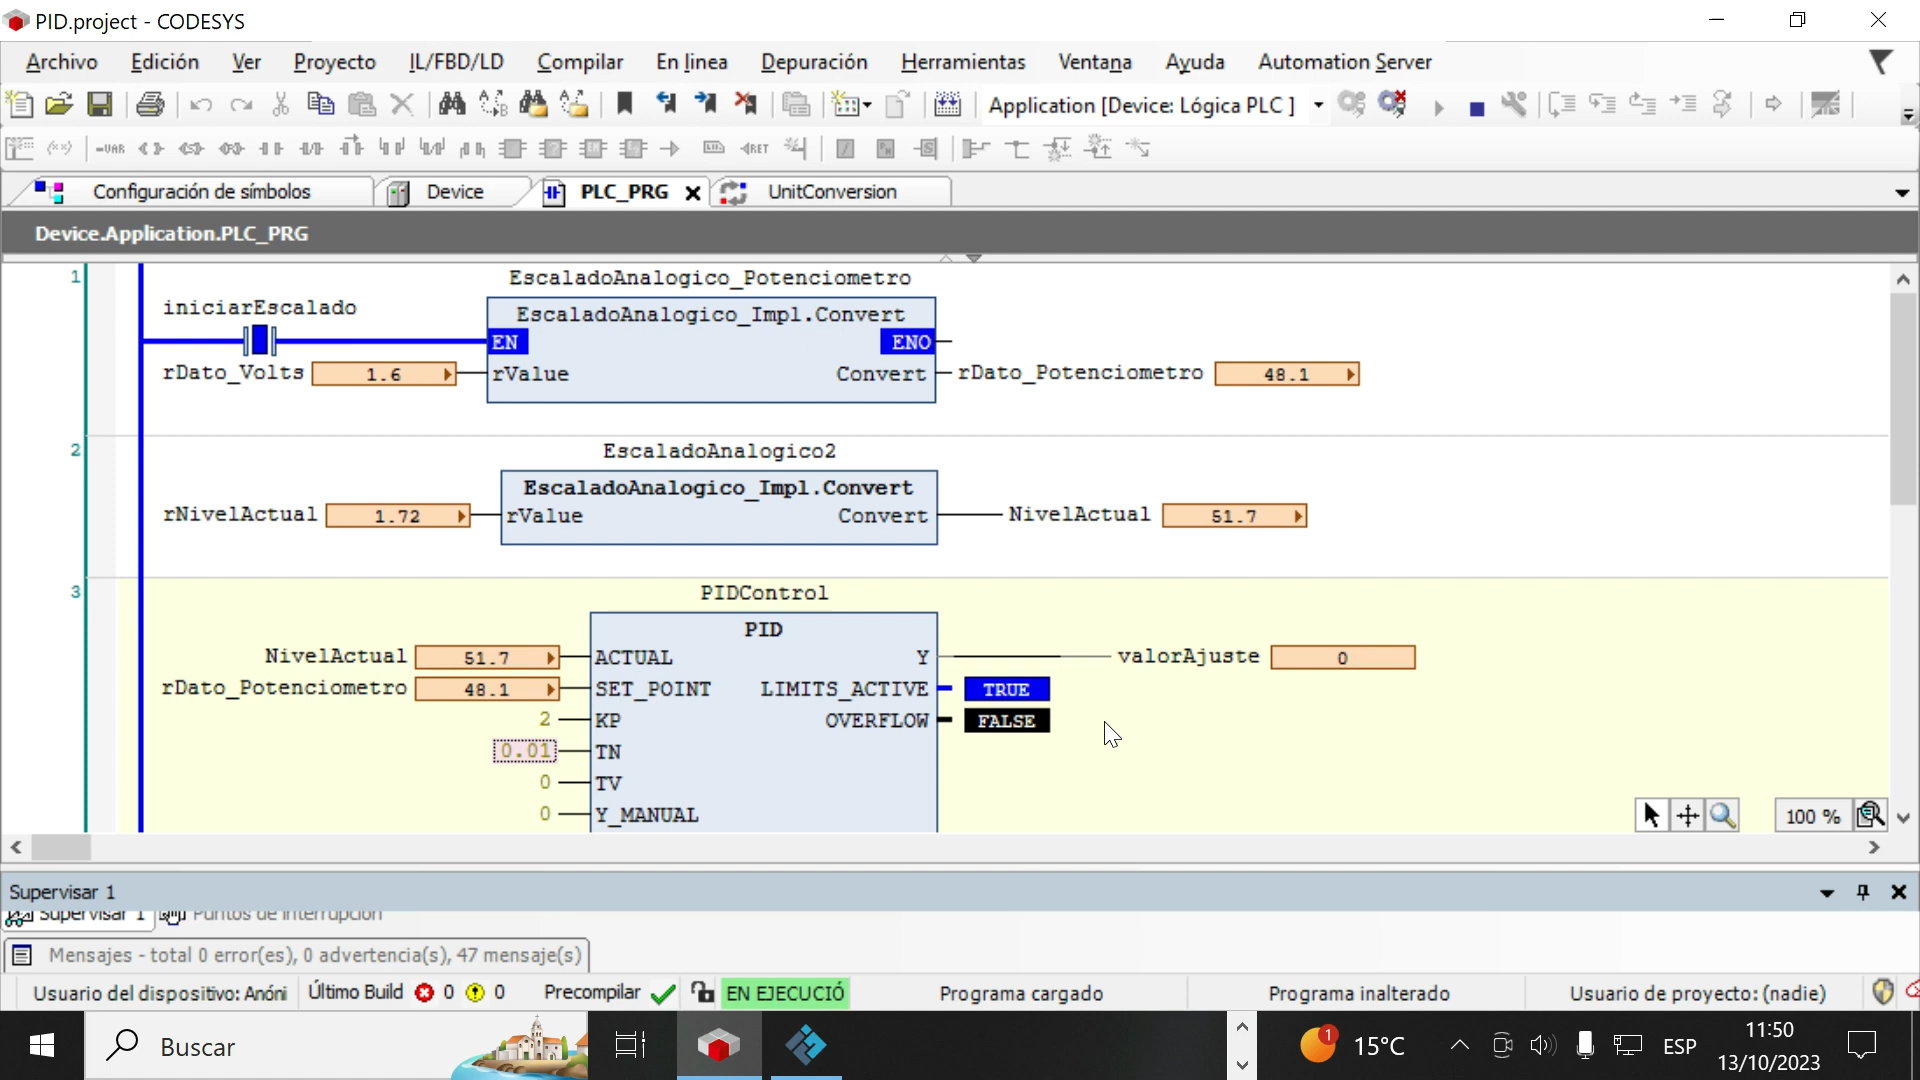 PID.project - CODESYS
Archivo Edición Ver Proyecto IL/FBD/LD Compilar En línea Depuración Herramientas Ventana Ayuda Automation Server
Application [Device: Lógica PLC ]
Configuración de símbolos Device PLC_PRG UnitConversion
Device.Application.PLC_PRG
1
EscaladoAnalogico_Potenciometro
iniciarEscalado
EscaladoAnalogico_Impl.Convert
EN ENO
rDato_Volts 1.6 rValue Convert rDato_Potenciometro 48.1
2
EscaladoAnalogico2
EscaladoAnalogico_Impl.Convert
rNivelActual 1.72 rValue Convert NivelActual 51.7
3
PIDControl
PID
NivelActual 51.7 ACTUAL Y valorAjuste 0
rDato_Potenciometro 48.1 SET_POINT LIMITS_ACTIVE TRUE
2 KP OVERFLOW FALSE
0.01 TN
0 TV
0 Y_MANUAL
100 %
Supervisar 1
Supervisar 1 Puntos de interrupción
Mensajes - total 0 error(es), 0 advertencia(s), 47 mensaje(s)
Usuario del dispositivo: Anóni Último Build 0 0 Precompilar EN EJECUCIÓ Programa cargado Programa inalterado Usuario de proyecto: (nadie)
Buscar 1 15°C ESP 11:50
13/10/2023